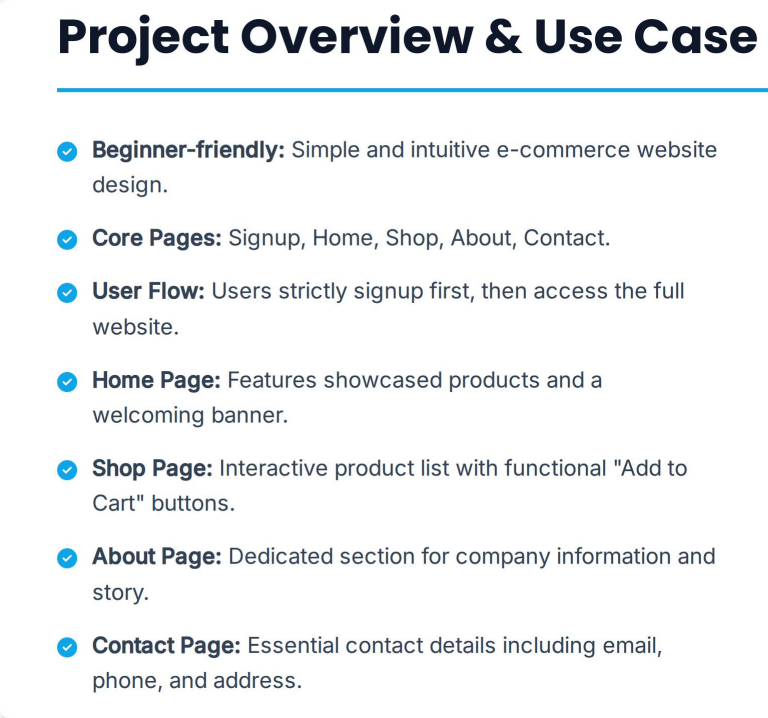 Project Overview & Use Case
Beginner-friendly: Simple and intuitive e-commerce website
design.
Core Pages: Signup, Home, Shop, About, Contact.
User Flow: Users strictly signup first, then access the full
website.
Home Page: Features showcased products and a
welcoming banner.
Shop Page: Interactive product list with functional "Add to
Cart" buttons.
About Page: Dedicated section for company information and
story.
Contact Page: Essential contact details including email,
phone, and address.